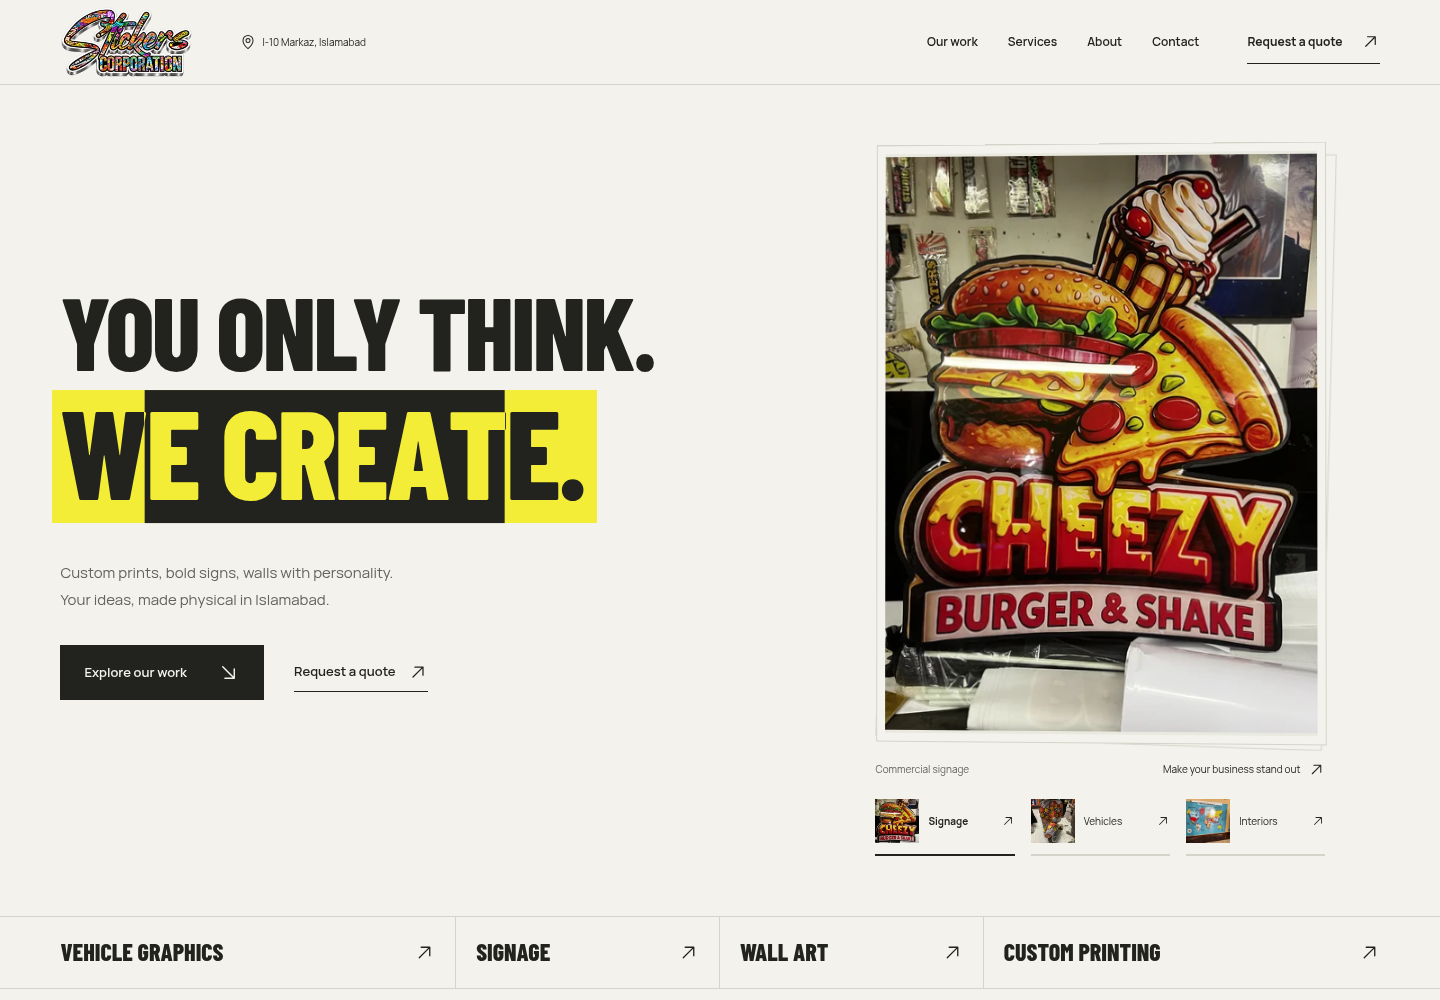 Stickers
CORPORATION
I-10 Markaz, Islamabad
Our work
Services
About
Contact
Request a quote
YOU ONLY THINK.
WE CREATE.
Custom prints, bold signs, walls with personality.
Your ideas, made physical in Islamabad.
Explore our work
Request a quote
CHEEZY
BURGER & SHAKE
Commercial signage
Make your business stand out
Signage
Vehicles
Interiors
VEHICLE GRAPHICS
SIGNAGE
WALL ART
CUSTOM PRINTING